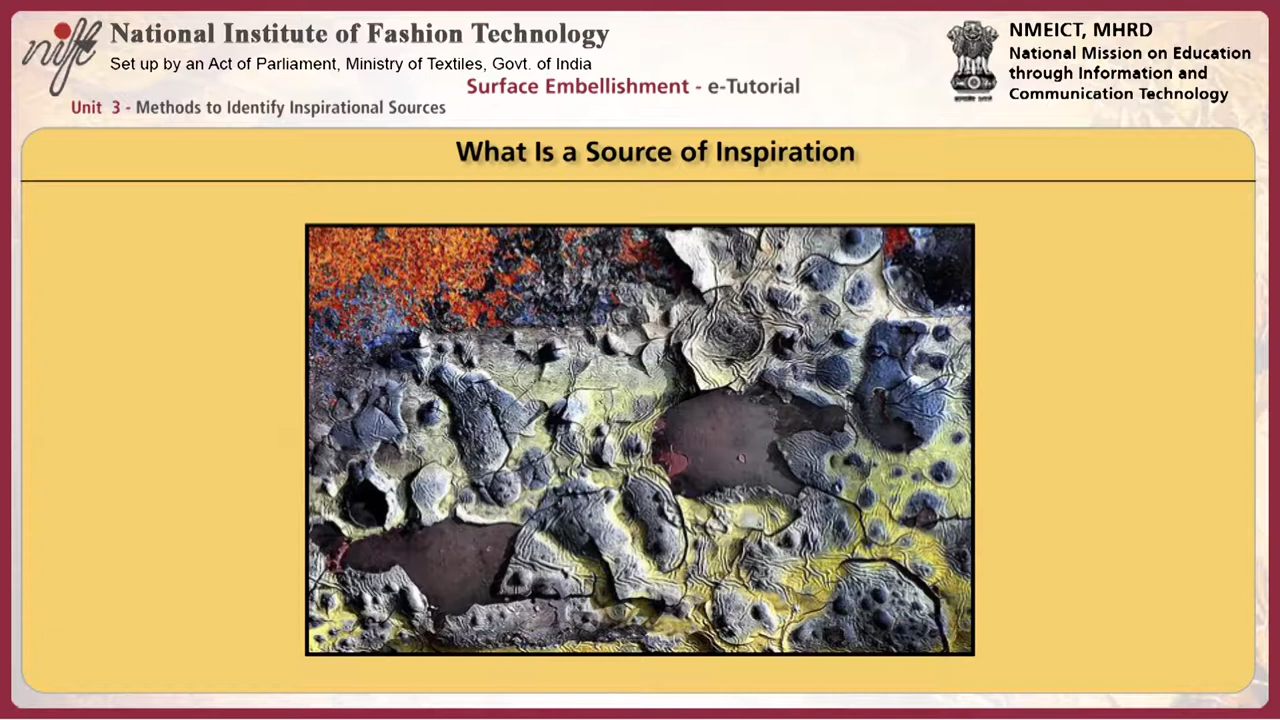 nift
National Institute of Fashion Technology
Set up by an Act of Parliament, Ministry of Textiles, Govt. of India
Surface Embellishment - e-Tutorial
Unit 3 - Methods to Identify Inspirational Sources
NMEICT, MHRD
National Mission on Education
through Information and
Communication Technology
What Is a Source of Inspiration